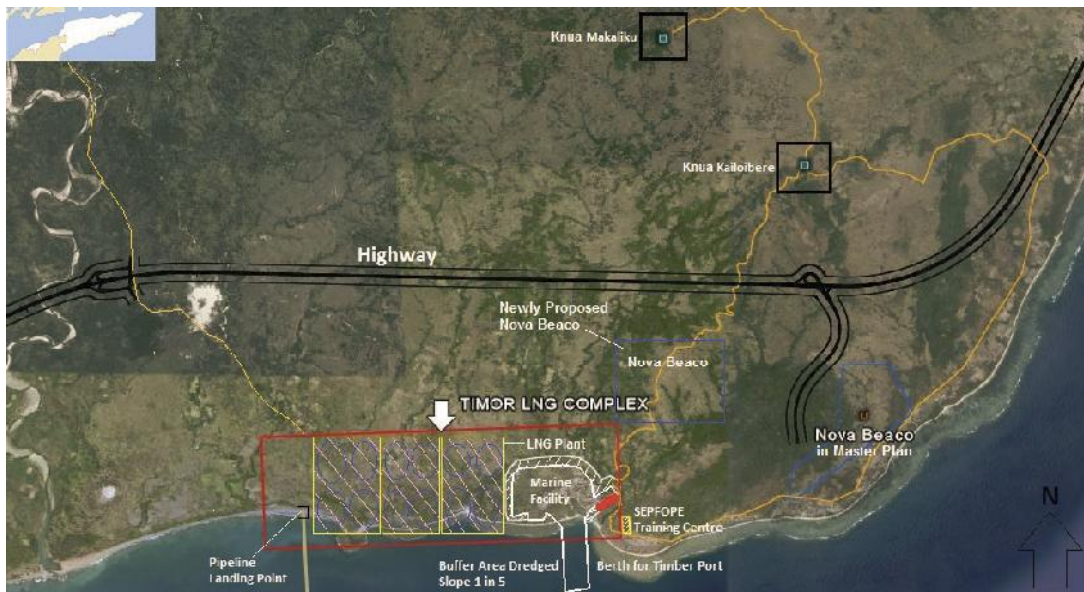 Knua Makaliku
Knua Kailoibere
Highway
Newly Proposed
Nova Beaco
Nova Beaco
TIMOR LNG COMPLEX
LNG Plant
Nova Beaco
in Master Plan
Marine
Facility
SEPFOPE
Training Centre
N
Pipeline
Landing Point
Buffer Area Dredged
Slope 1 in 5
Berth for Timber Port